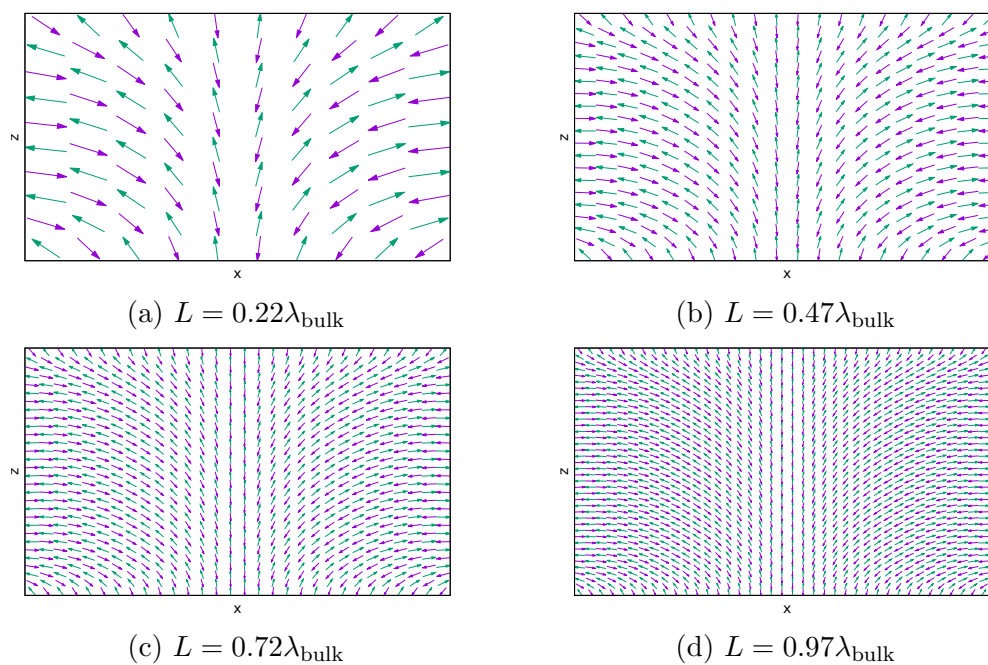 z
z
x
x
(a) L = 0.22λbulk
(b) L = 0.47λbulk
z
z
x
x
(c) L = 0.72λbulk
(d) L = 0.97λbulk